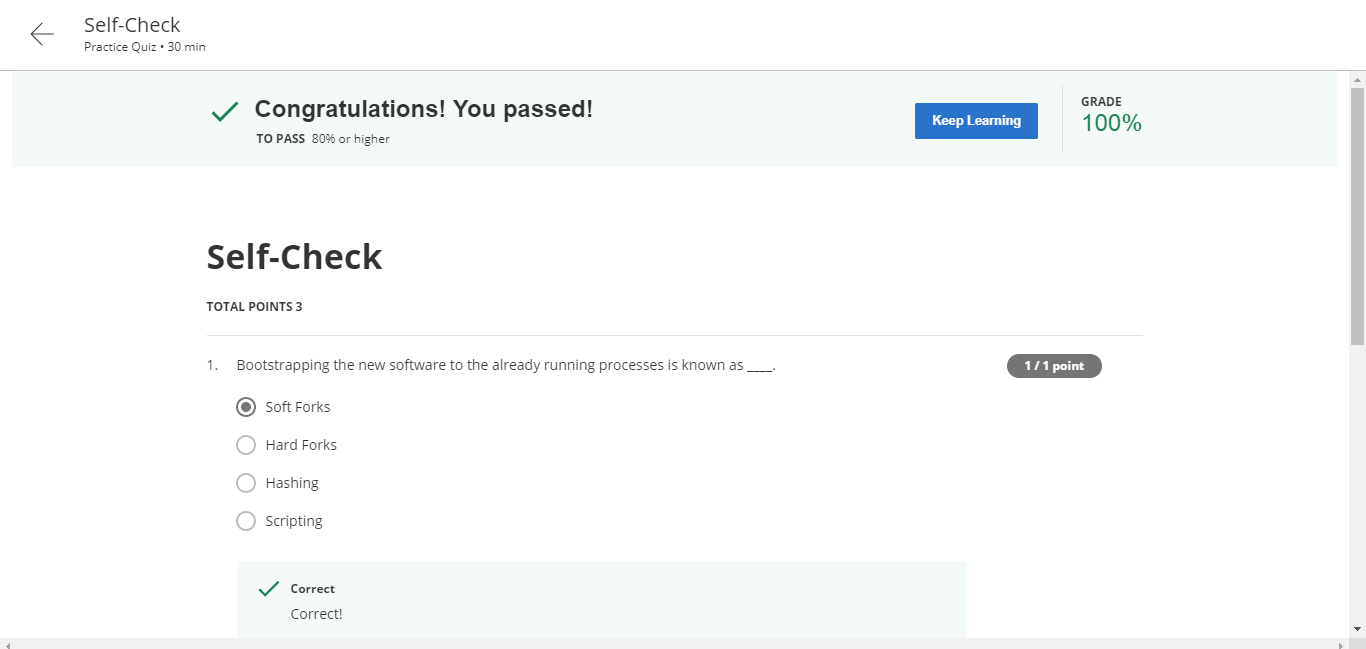 Self-Check
Practice Quiz • 30 min
Congratulations! You passed!
TO PASS 80% or higher
Keep Learning
GRADE
100%
Self-Check
TOTAL POINTS 3
1. Bootstrapping the new software to the already running processes is known as ____.
1 / 1 point
Soft Forks
Hard Forks
Hashing
Scripting
Correct
Correct!